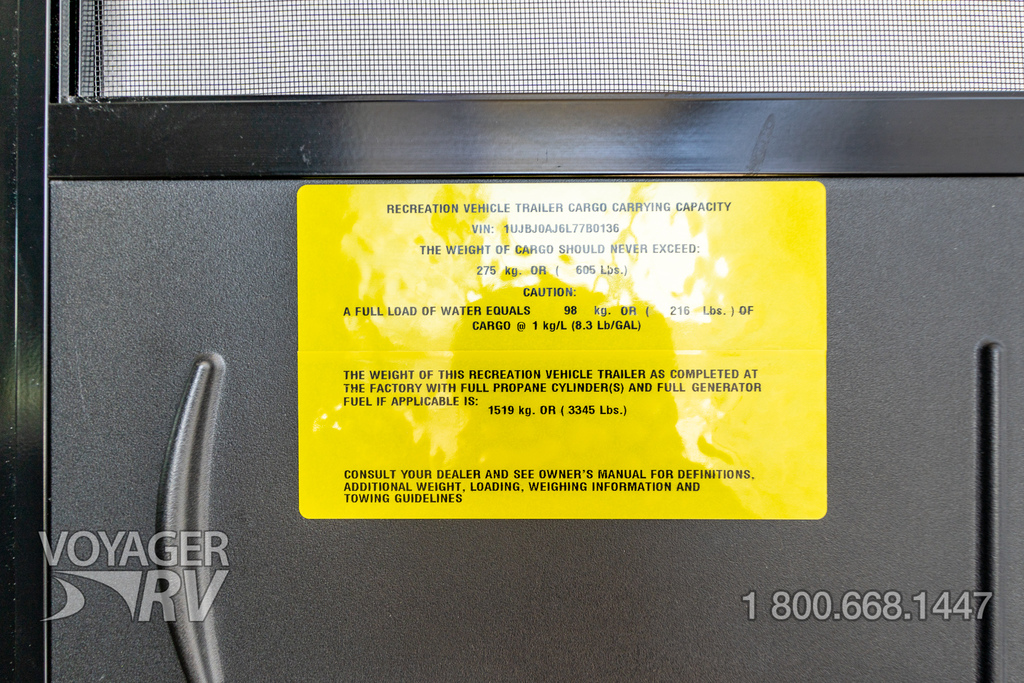 RECREATION VEHICLE TRAILER CARGO CARRYING CAPACITY
VIN: 1UJBJ0AJ6L77B0136
THE WEIGHT OF CARGO SHOULD NEVER EXCEED:
275 kg. OR ( 605 Lbs.)
CAUTION:
A FULL LOAD OF WATER EQUALS 98 kg. OR ( 216 Lbs. ) OF
CARGO @ 1 kg/L (8.3 Lb/GAL)
THE WEIGHT OF THIS RECREATION VEHICLE TRAILER AS COMPLETED AT
THE FACTORY WITH FULL PROPANE CYLINDER(S) AND FULL GENERATOR
FUEL IF APPLICABLE IS:
1519 kg. OR ( 3345 Lbs.)
CONSULT YOUR DEALER AND SEE OWNER'S MANUAL FOR DEFINITIONS,
ADDITIONAL WEIGHT, LOADING, WEIGHING INFORMATION AND
TOWING GUIDELINES
VOYAGER
RV
1 800.668.1447